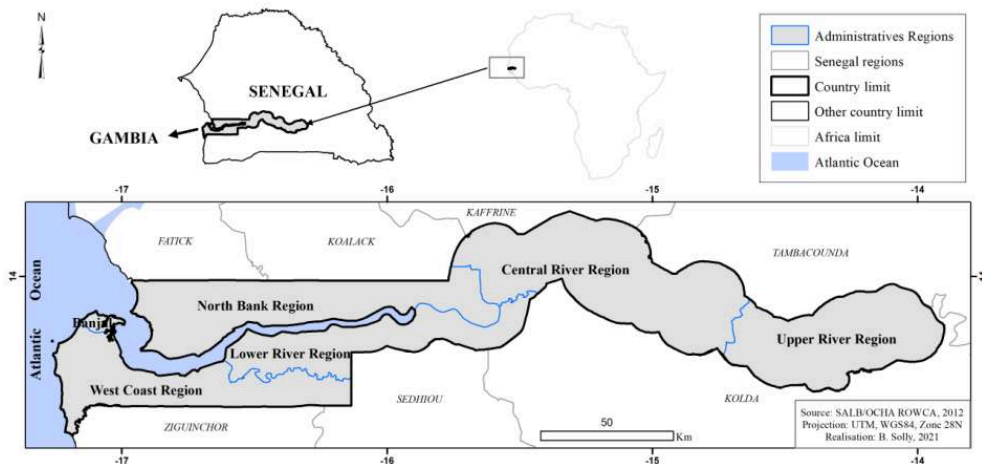 N
SENEGAL
GAMBIA
Administratives Regions
Senegal regions
Country limit
Other country limit
Africa limit
Atlantic Ocean
-17
-16
-15
-14
14
Atlantic Ocean
FATICK
KOALACK
KAFFRINE
TAMBACOUNDA
Central River Region
North Bank Region
Banjul
Lower River Region
Upper River Region
West Coast Region
SEDHIOU
KOLDA
ZIGUINCHOR
50
Km
Source: SALB/OCHA ROWCA, 2012
Projection: UTM, WGS84, Zone 28N
Realisation: B. Solly, 2021
-17
-16
-15
-14